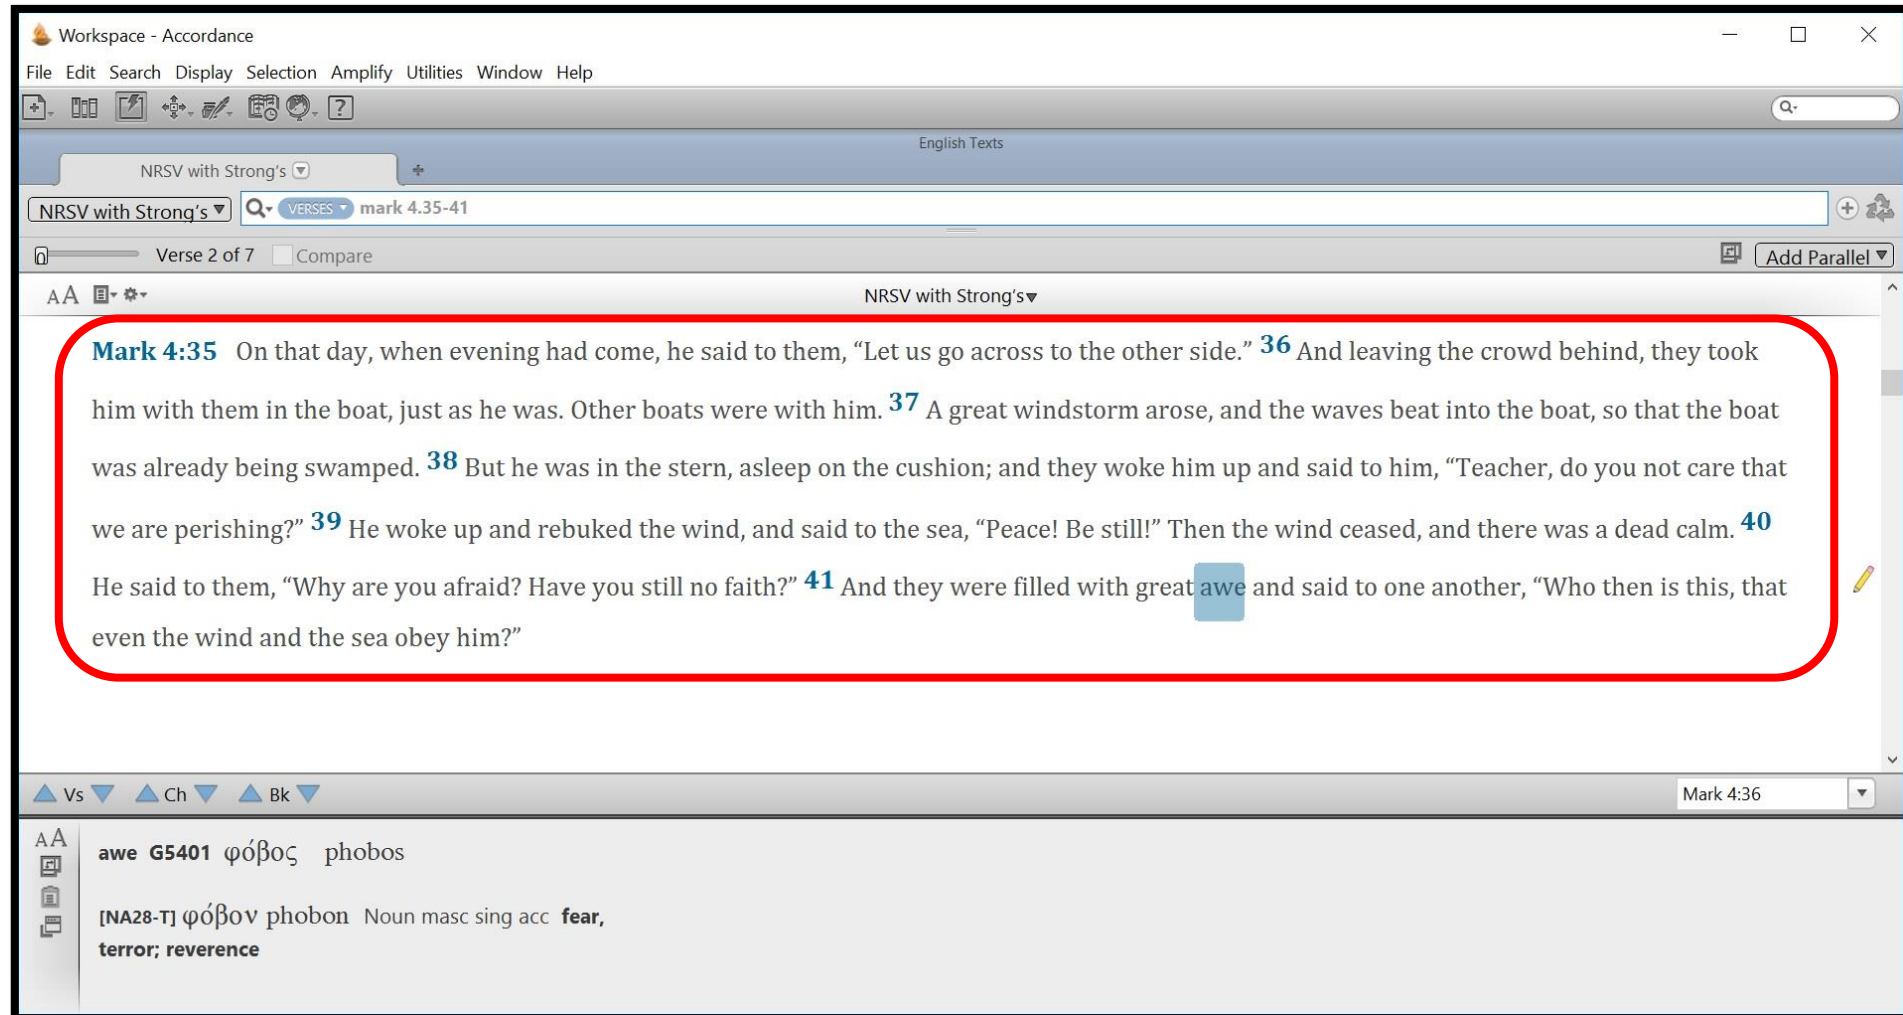 Workspace - Accordance
File Edit Search Display Selection Amplify Utilities Window Help
English Texts
NRSV with Strong's
NRSV with Strong's VERSES mark 4.35-41
Verse 2 of 7 Compare Add Parallel
AA NRSV with Strong's
Mark 4:35 On that day, when evening had come, he said to them, “Let us go across to the other side.” 36 And leaving the crowd behind, they took
him with them in the boat, just as he was. Other boats were with him. 37 A great windstorm arose, and the waves beat into the boat, so that the boat
was already being swamped. 38 But he was in the stern, asleep on the cushion; and they woke him up and said to him, “Teacher, do you not care that
we are perishing?” 39 He woke up and rebuked the wind, and said to the sea, “Peace! Be still!” Then the wind ceased, and there was a dead calm. 40
He said to them, “Why are you afraid? Have you still no faith?” 41 And they were filled with great awe and said to one another, “Who then is this, that
even the wind and the sea obey him?”
Vs Ch Bk Mark 4:36
AA
awe G5401 φόβος phobos
[NA28-T] φόβον phobon Noun masc sing acc fear,
terror; reverence